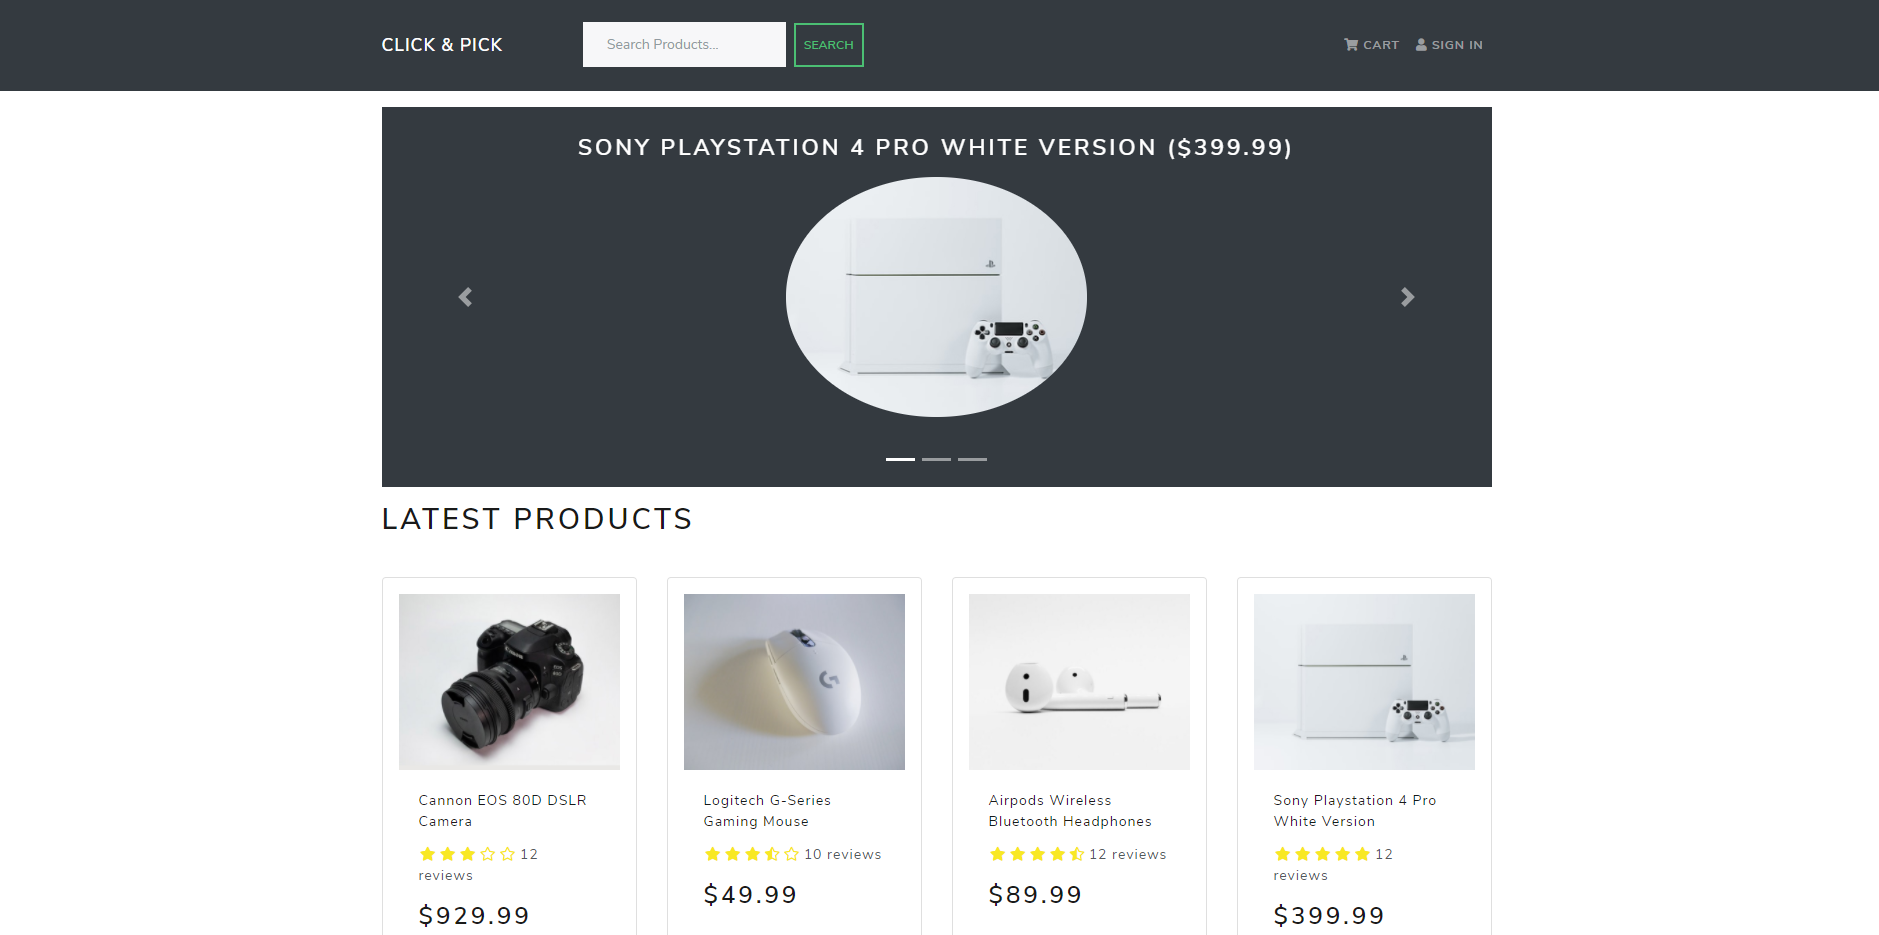 CLICK & PICK
Search Products...
SEARCH
CART
SIGN IN
SONY PLAYSTATION 4 PRO WHITE VERSION ($399.99)
LATEST PRODUCTS
Cannon EOS 80D DSLR
Camera
12
reviews
$929.99
Logitech G-Series
Gaming Mouse
10 reviews
$49.99
Airpods Wireless
Bluetooth Headphones
12 reviews
$89.99
Sony Playstation 4 Pro
White Version
12
reviews
$399.99